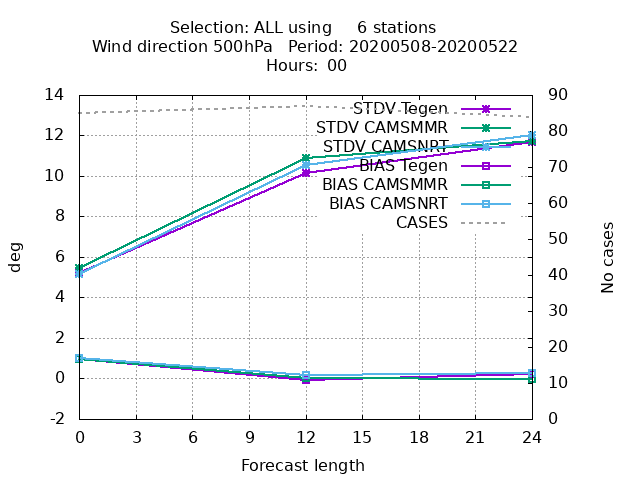 Selection: ALL using     6 stations
Wind direction 500hPa   Period: 20200508-20200522
Hours: 00
14 90
12 80
10 70
8 60
6 50
4 40
2 30
0 20
-2 10
0
deg
No cases
STDV Tegen
STDV CAMSMMR
STDV CAMSNRT
BIAS Tegen
BIAS CAMSMMR
BIAS CAMSNRT
CASES
0 3 6 9 12 15 18 21 24
Forecast length